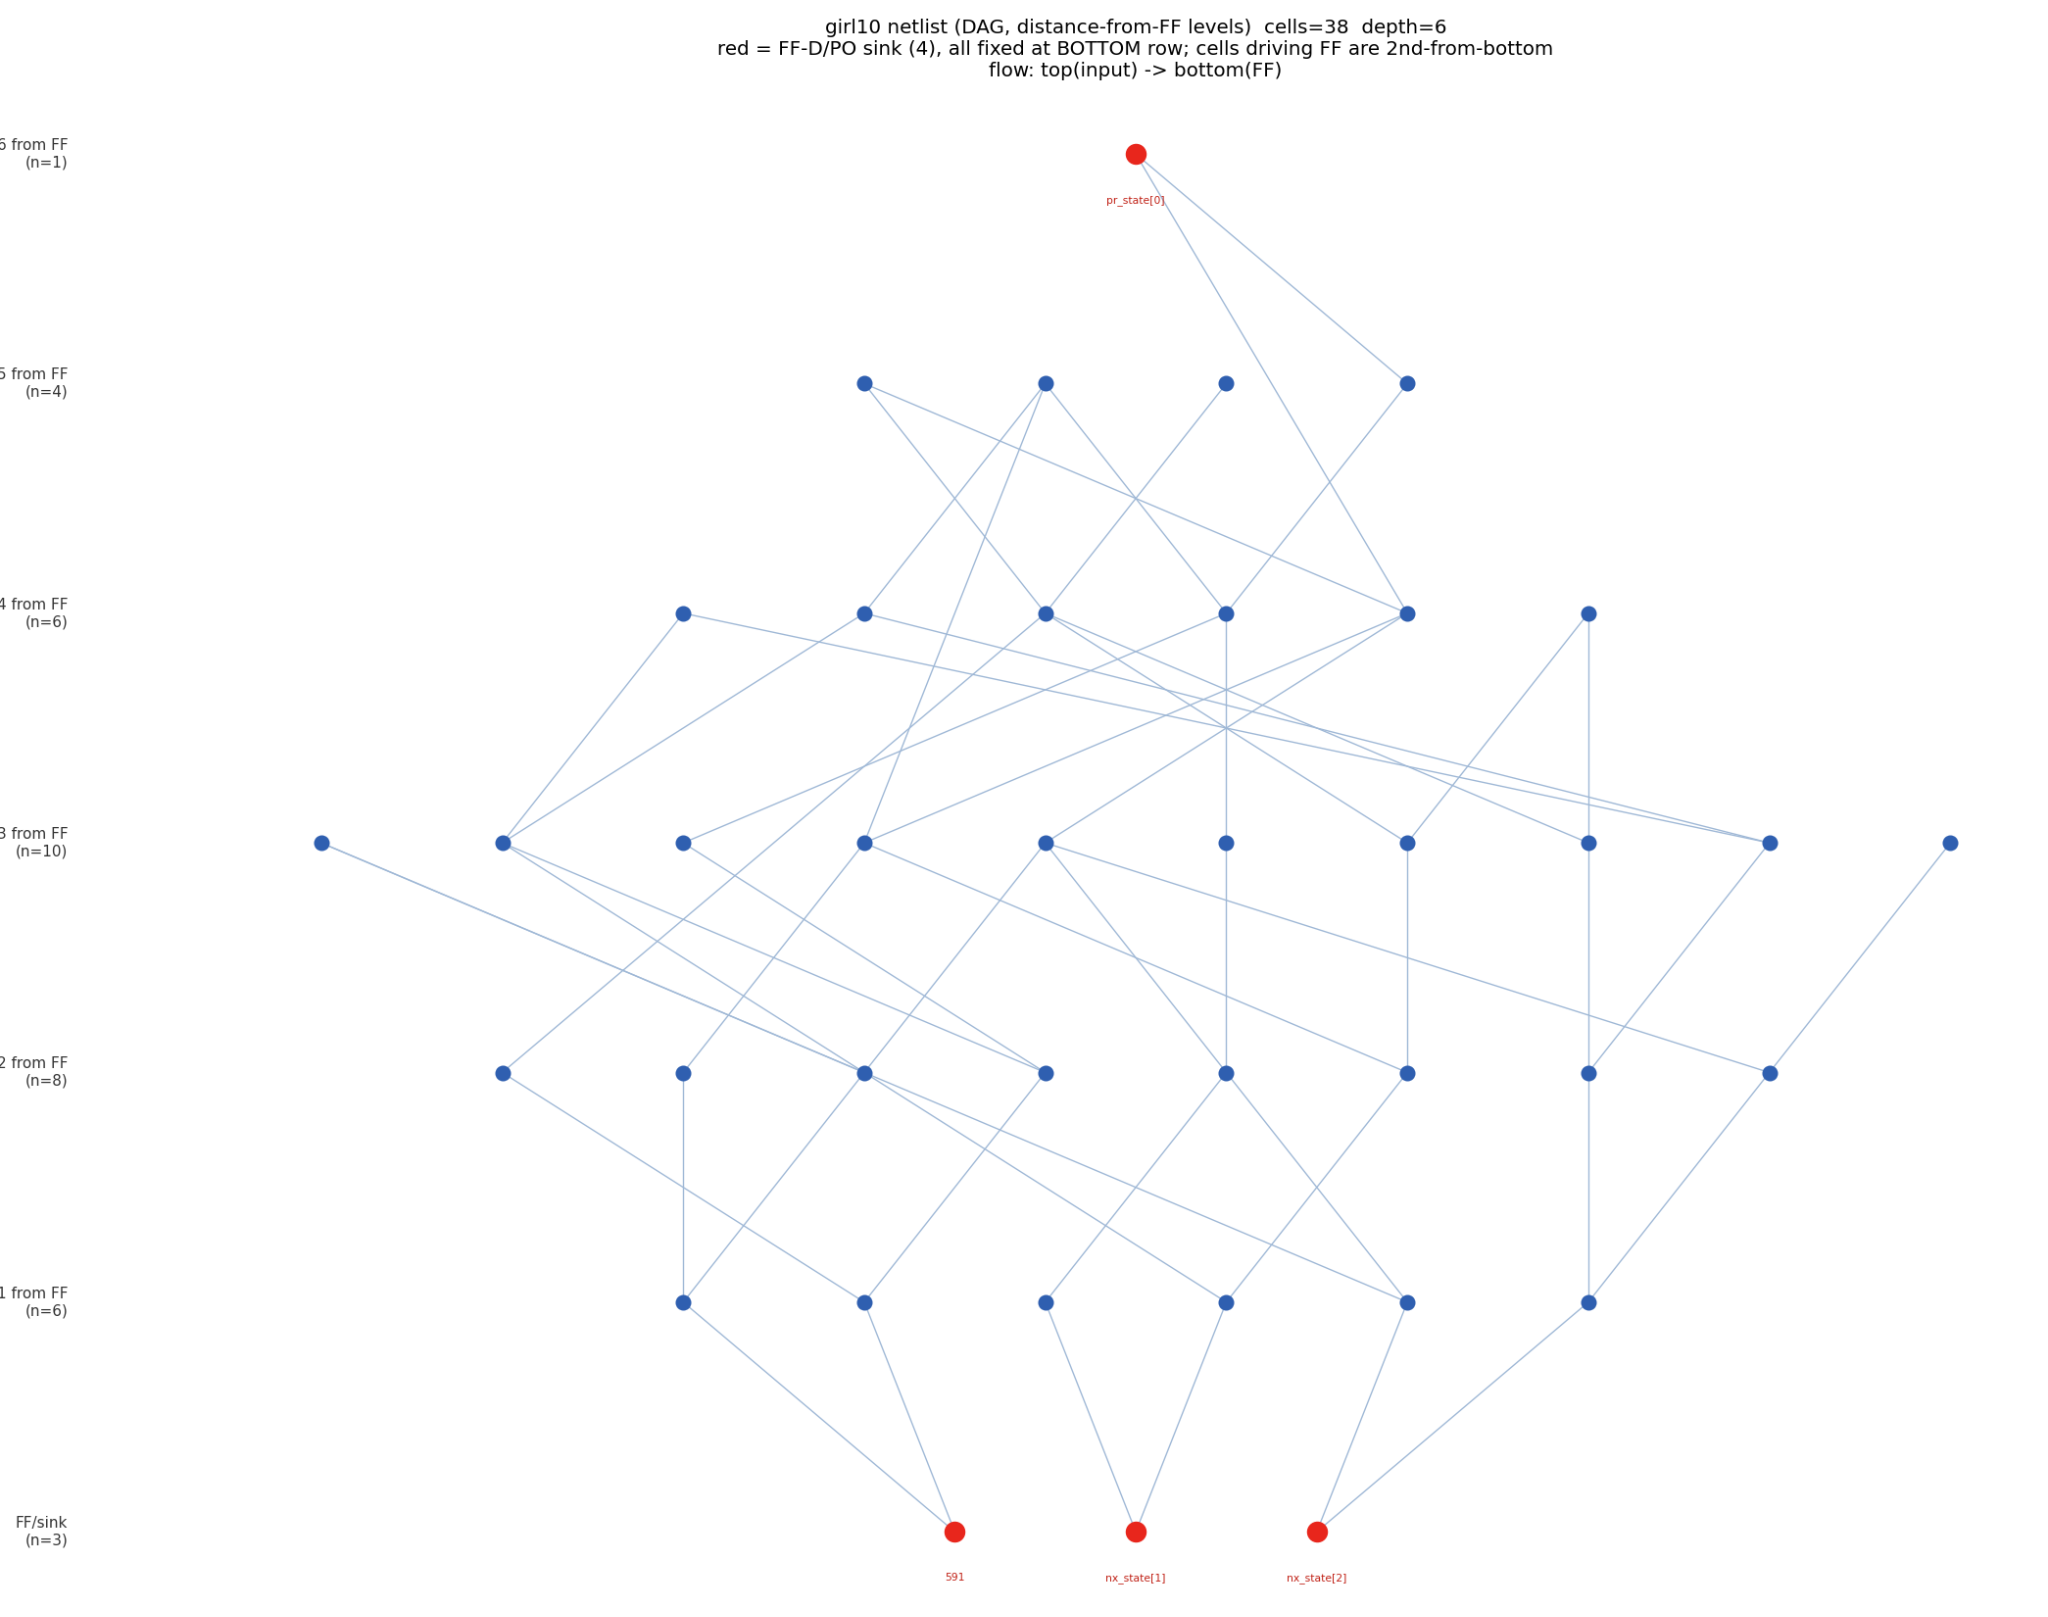 girl10 netlist (DAG, distance-from-FF levels)  cells=38  depth=6
red = FF-D/PO sink (4), all fixed at BOTTOM row; cells driving FF are 2nd-from-bottom
flow: top(input) -> bottom(FF)
6 from FF
(n=1)
pr_state[0]
5 from FF
(n=4)
4 from FF
(n=6)
3 from FF
(n=10)
2 from FF
(n=8)
1 from FF
(n=6)
FF/sink
(n=3)
591
nx_state[1]
nx_state[2]